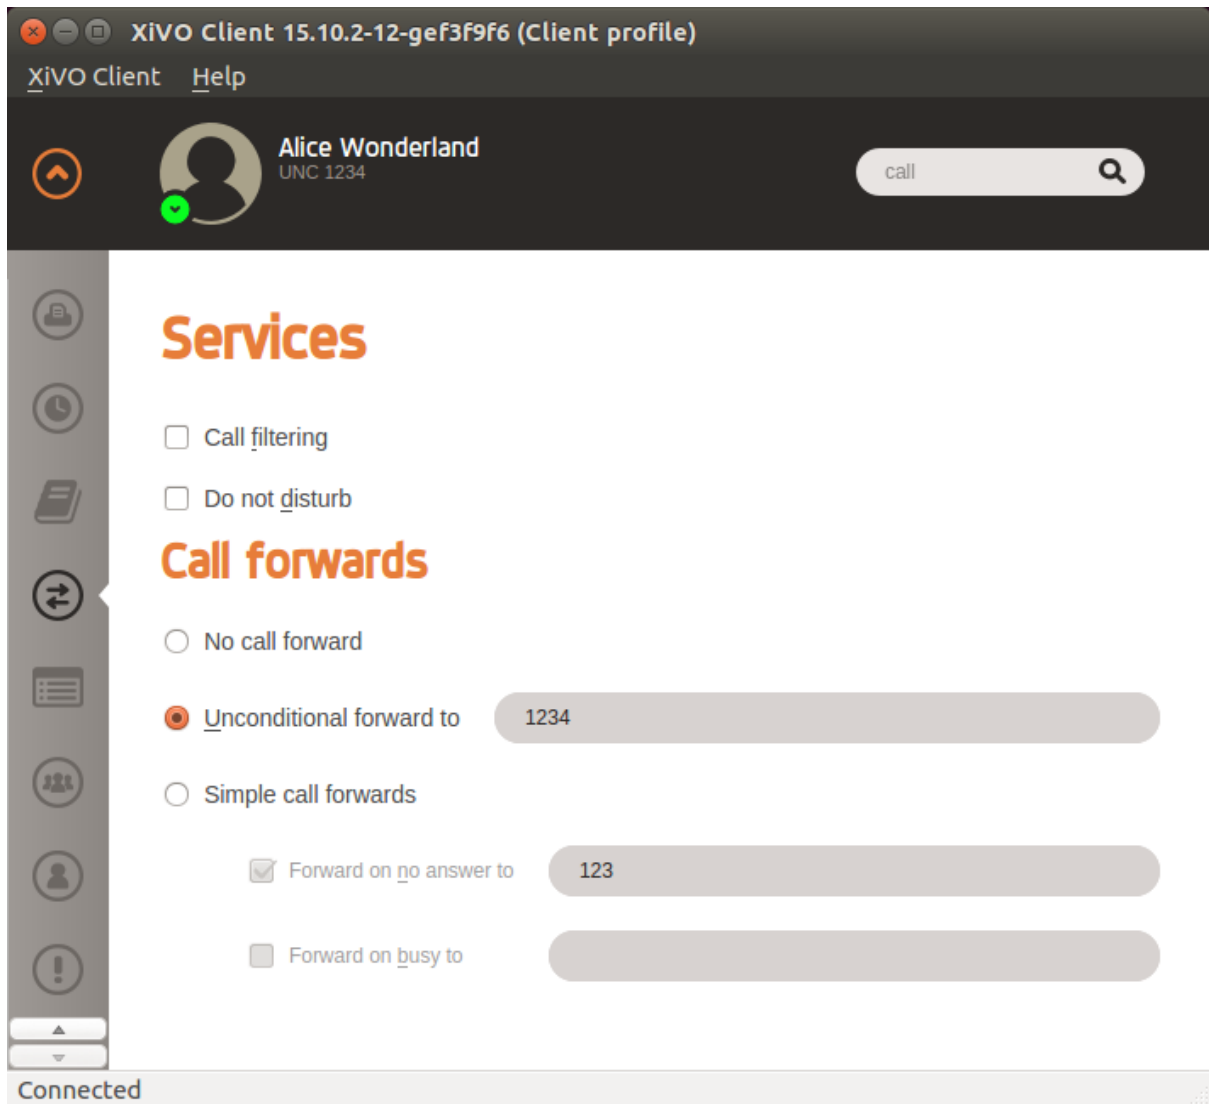 XiVO Client 15.10.2-12-gef3f9f6 (Client profile)
XiVO Client Help
Alice Wonderland
UNC 1234
call
Services
Call filtering
Do not disturb
Call forwards
No call forward
Unconditional forward to 1234
Simple call forwards
Forward on no answer to 123
Forward on busy to
Connected